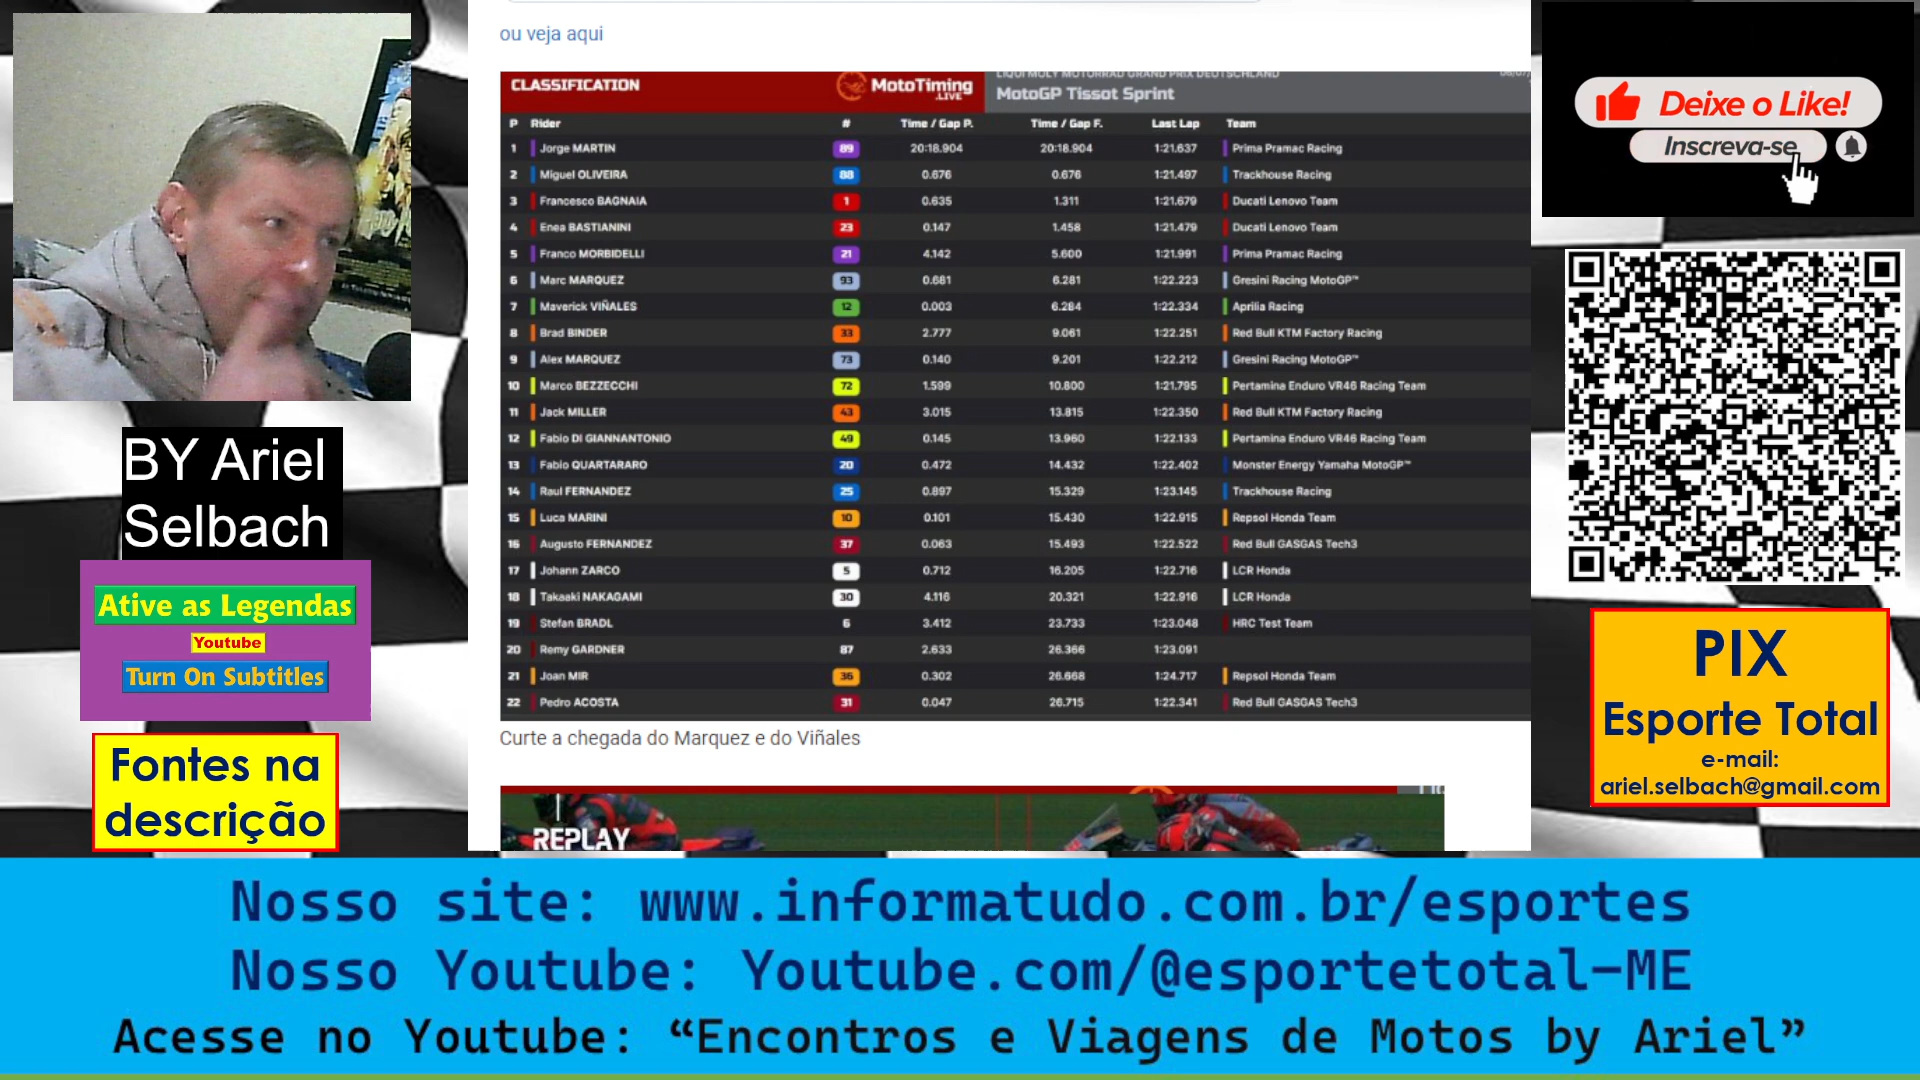 ou veja aqui
CLASSIFICATION
MotoTiming
.LIVE
LIQUI MOLY MOTORRAD GRAND PRIX DEUTSCHLAND
MotoGP Tissot Sprint
P Rider # Time / Gap P. Time / Gap F. Last Lap Team
1 Jorge MARTIN 89 20:18.904 20:18.904 1:21.637 Prima Pramac Racing
2 Miguel OLIVEIRA 88 0.676 0.676 1:21.497 Trackhouse Racing
3 Francesco BAGNAIA 1 0.635 1.311 1:21.679 Ducati Lenovo Team
4 Enea BASTIANINI 23 0.147 1.458 1:21.479 Ducati Lenovo Team
5 Franco MORBIDELLI 21 4.142 5.600 1:21.991 Prima Pramac Racing
6 Marc MARQUEZ 93 0.681 6.281 1:22.223 Gresini Racing MotoGP™
7 Maverick VIÑALES 12 0.003 6.284 1:22.334 Aprilia Racing
8 Brad BINDER 33 2.777 9.061 1:22.251 Red Bull KTM Factory Racing
9 Alex MARQUEZ 73 0.140 9.201 1:22.212 Gresini Racing MotoGP™
10 Marco BEZZECCHI 72 1.599 10.800 1:21.795 Pertamina Enduro VR46 Racing Team
11 Jack MILLER 43 3.015 13.815 1:22.350 Red Bull KTM Factory Racing
12 Fabio DI GIANNANTONIO 49 0.145 13.960 1:22.133 Pertamina Enduro VR46 Racing Team
13 Fabio QUARTARARO 20 0.472 14.432 1:22.402 Monster Energy Yamaha MotoGP™
14 Raul FERNANDEZ 25 0.897 15.329 1:23.145 Trackhouse Racing
15 Luca MARINI 10 0.101 15.430 1:22.915 Repsol Honda Team
16 Augusto FERNANDEZ 37 0.063 15.493 1:22.522 Red Bull GASGAS Tech3
17 Johann ZARCO 5 0.712 16.205 1:22.716 LCR Honda
18 Takaaki NAKAGAMI 30 4.116 20.321 1:22.916 LCR Honda
19 Stefan BRADL 6 3.412 23.733 1:23.048 HRC Test Team
20 Remy GARDNER 87 2.633 26.366 1:23.091
21 Joan MIR 36 0.302 26.668 1:24.717 Repsol Honda Team
22 Pedro ACOSTA 31 0.047 26.715 1:22.341 Red Bull GASGAS Tech3
Curte a chegada do Marquez e do Viñales
REPLAY
BY Ariel
Selbach
Ative as Legendas
Youtube
Turn On Subtitles
Fontes na
descrição
Deixe o Like!
Inscreva-se
PIX
Esporte Total
e-mail:
ariel.selbach@gmail.com
Nosso site: www.informatudo.com.br/esportes
Nosso Youtube: Youtube.com/@esportetotal-ME
Acesse no Youtube: “Encontros e Viagens de Motos by Ariel”